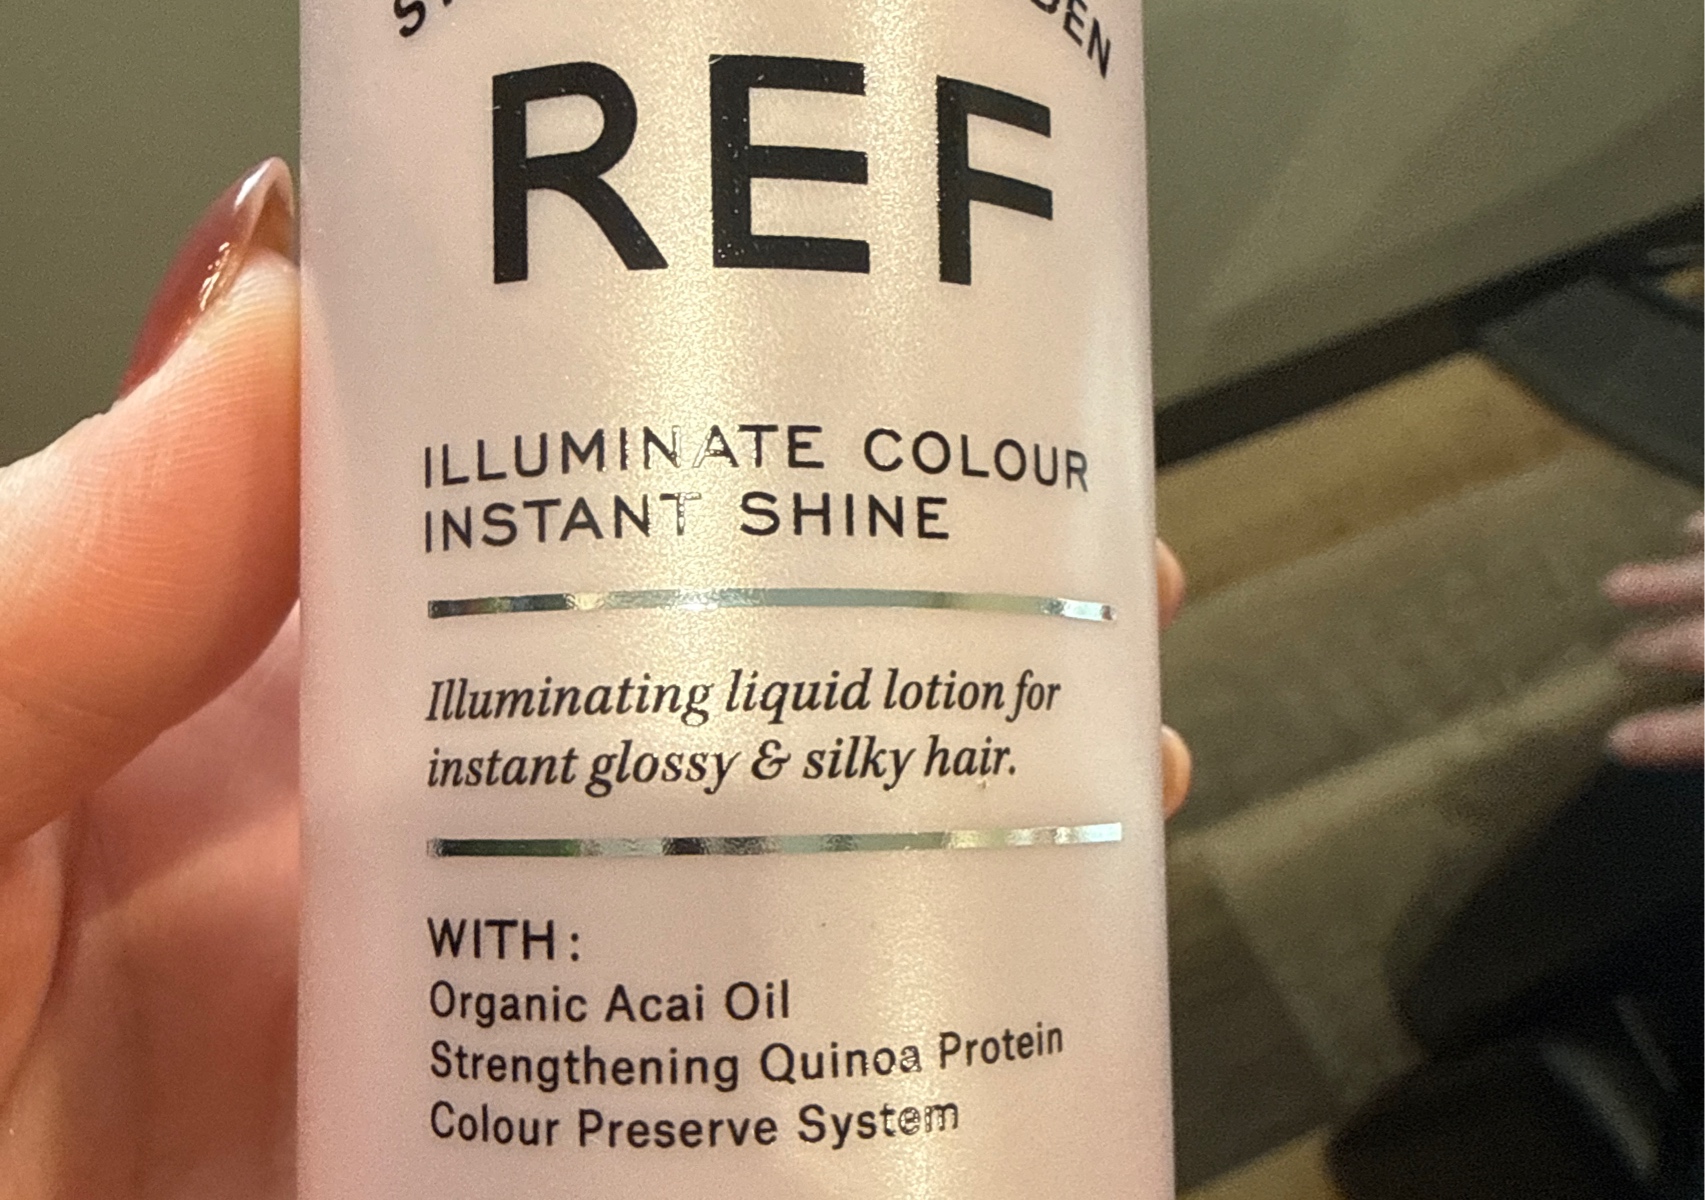 REF
ILLUMINATE COLOUR
INSTANT SHINE
Illuminating liquid lotion for
instant glossy & silky hair.
WITH:
Organic Acai Oil
Strengthening Quinoa Protein
Colour Preserve System